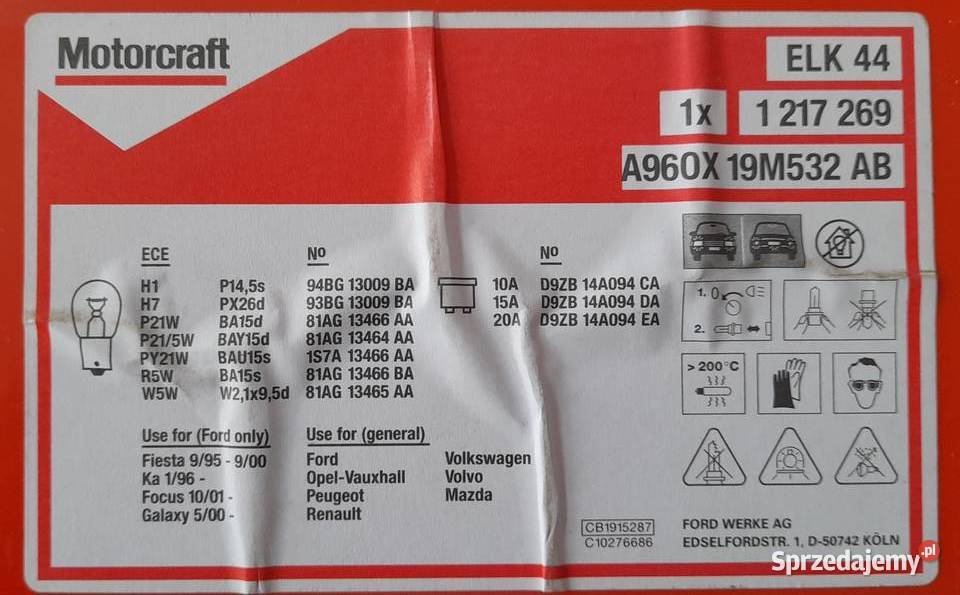 Motorcraft
ELK 44
1x 1 217 269
A96OX 19M532 AB
ECE Nº Nº
H1 P14,5s 94BG 13009 BA 10A D9ZB 14A094 CA
H7 PX26d 93BG 13009 BA 15A D9ZB 14A094 DA
P21W BA15d 81AG 13466 AA 20A D9ZB 14A094 EA
P21/5W BAY15d 81AG 13464 AA
PY21W BAU15s 1S7A 13466 AA
R5W BA15s 81AG 13466 BA
W5W W2,1x9,5d 81AG 13465 AA
1. 0
2.
> 200°C
Use for (Ford only) Use for (general)
Fiesta 9/95 - 9/00 Ford Volkswagen
Ka 1/96 - Opel-Vauxhall Volvo
Focus 10/01 - Peugeot Mazda
Galaxy 5/00 - Renault
CB1915287
C10276686
FORD WERKE AG
EDSELFORDSTR. 1, D-50742 KÖLN
Sprzedajemy.pl